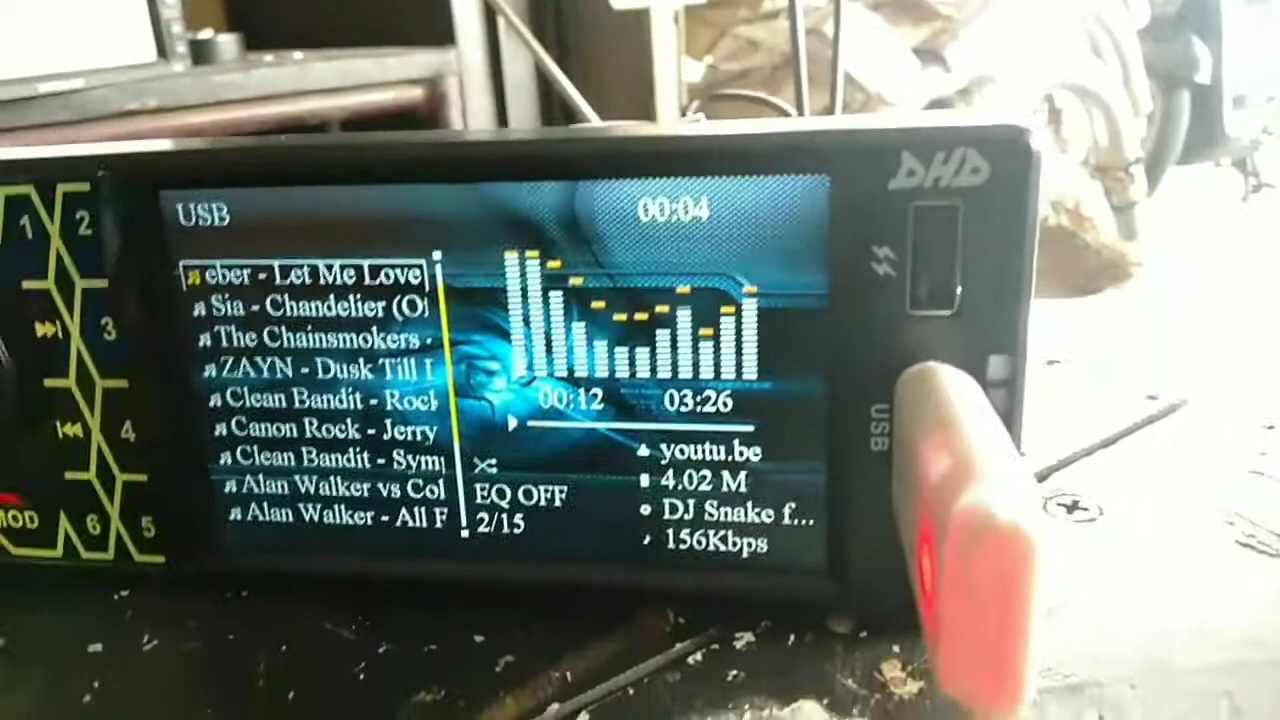 DHD
USB
00:04
eber - Let Me Love
Sia - Chandelier (O
The Chainsmokers -
ZAYN - Dusk Till
Clean Bandit - Rock
Canon Rock - Jerry
Clean Bandit - Sym
Alan Walker vs Col
Alan Walker - All F
00:12 03:26
youtu.be
4.02 M
DJ Snake f...
156Kbps
EQ OFF
2/15
USB
1
2
3
4
5
6
MOD